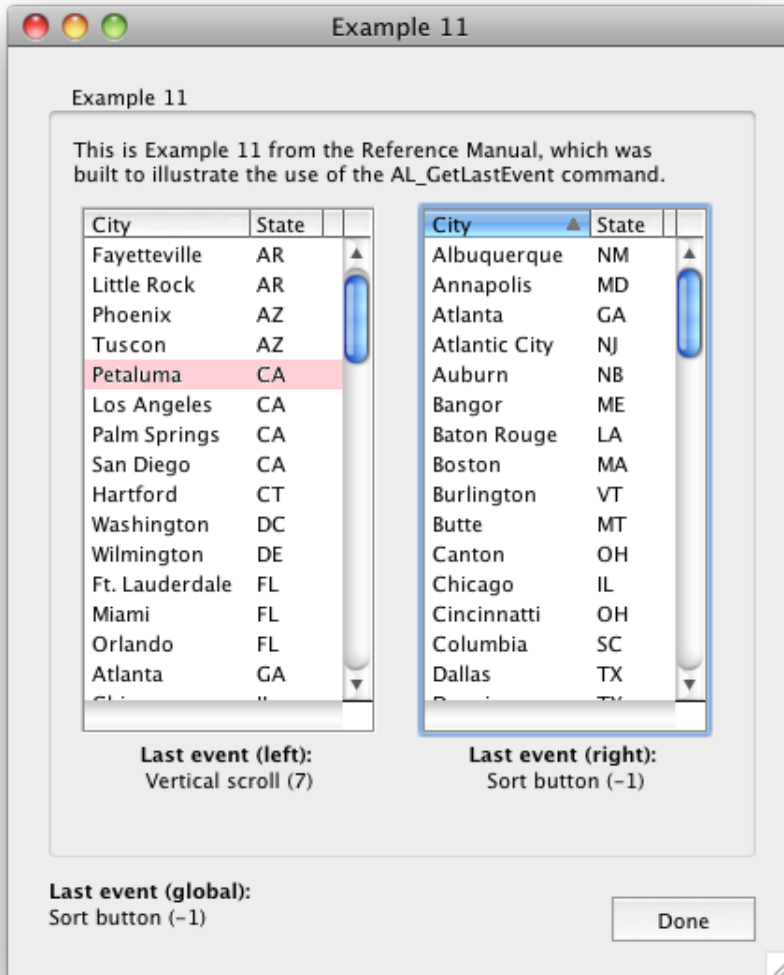 Example 11
Example 11
This is Example 11 from the Reference Manual, which was
built to illustrate the use of the AL_GetLastEvent command.
City State
Fayetteville AR
Little Rock AR
Phoenix AZ
Tuscon AZ
Petaluma CA
Los Angeles CA
Palm Springs CA
San Diego CA
Hartford CT
Washington DC
Wilmington DE
Ft. Lauderdale FL
Miami FL
Orlando FL
Atlanta GA
City State
Albuquerque NM
Annapolis MD
Atlanta GA
Atlantic City NJ
Auburn NB
Bangor ME
Baton Rouge LA
Boston MA
Burlington VT
Butte MT
Canton OH
Chicago IL
Cincinnatti OH
Columbia SC
Dallas TX
Last event (left):
Vertical scroll (7)
Last event (right):
Sort button (-1)
Last event (global):
Sort button (-1)
Done